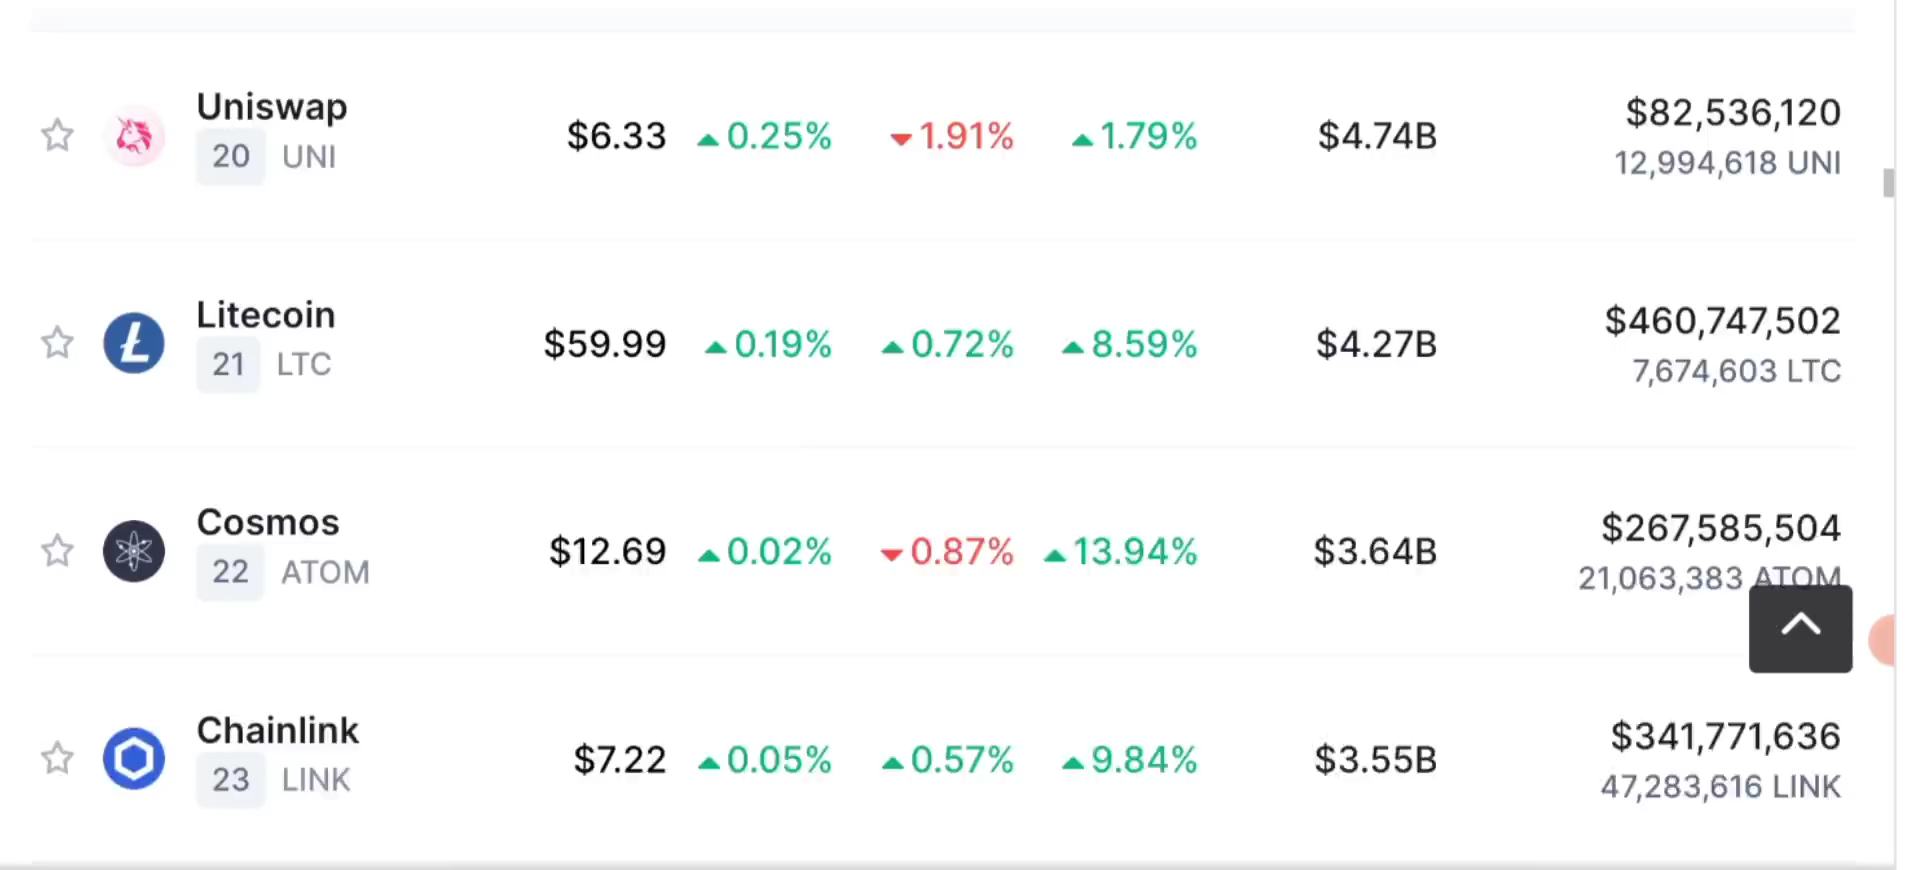 Uniswap
20 UNI
$6.33 0.25% 1.91% 1.79% $4.74B
$82,536,120
12,994,618 UNI
Litecoin
21 LTC
$59.99 0.19% 0.72% 8.59% $4.27B
$460,747,502
7,674,603 LTC
Cosmos
22 ATOM
$12.69 0.02% 0.87% 13.94% $3.64B
$267,585,504
21,063,383 ATOM
Chainlink
23 LINK
$7.22 0.05% 0.57% 9.84% $3.55B
$341,771,636
47,283,616 LINK